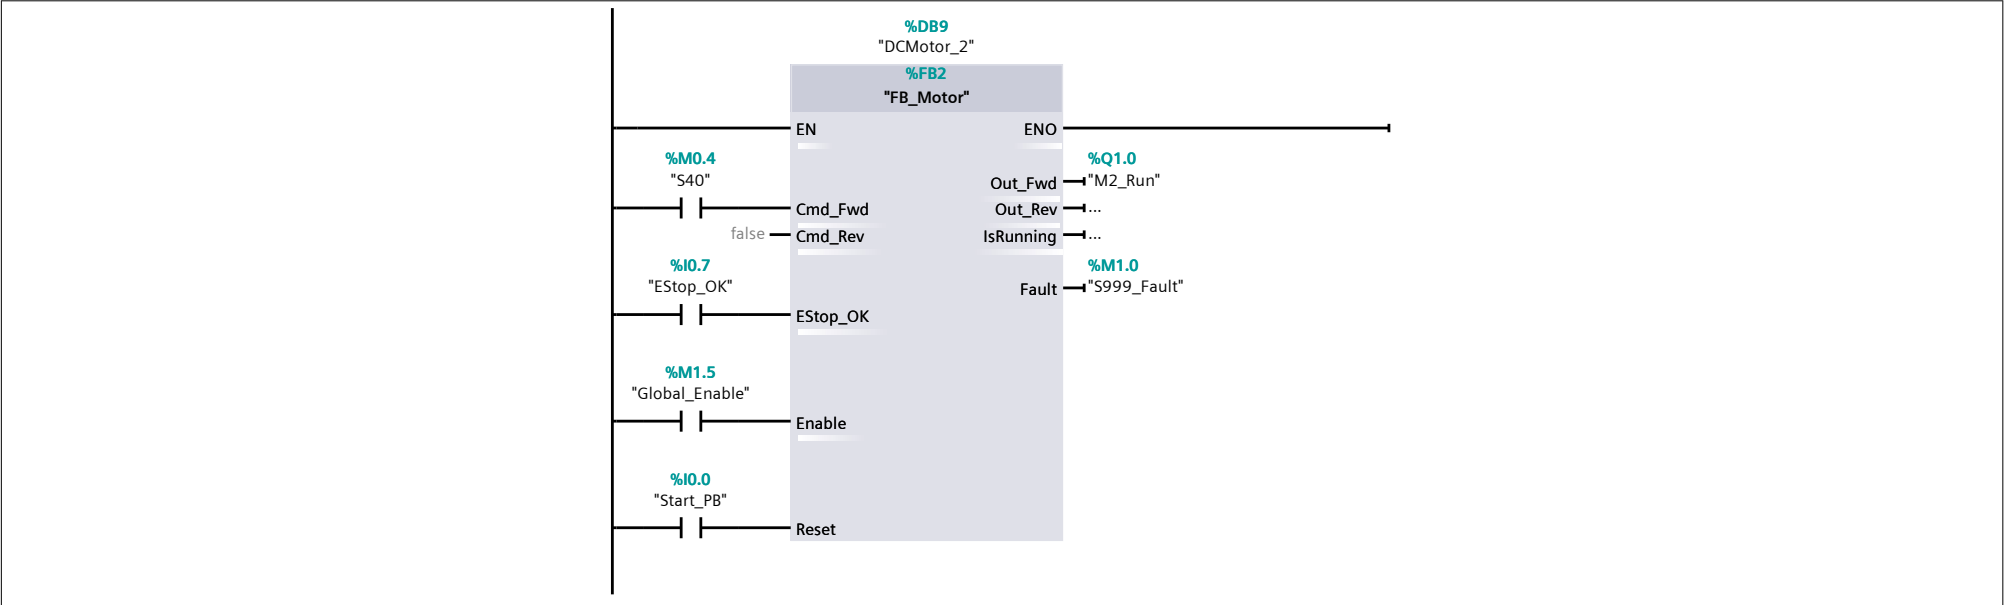 %DB9
"DCMotor_2"
%FB2
"FB_Motor"
EN
ENO
%M0.4
"S40"
%Q1.0
Out_Fwd
"M2_Run"
Cmd_Fwd
Out_Rev
...
false
Cmd_Rev
IsRunning
...
%I0.7
"EStop_OK"
%M1.0
Fault
"S999_Fault"
EStop_OK
%M1.5
"Global_Enable"
Enable
%I0.0
"Start_PB"
Reset